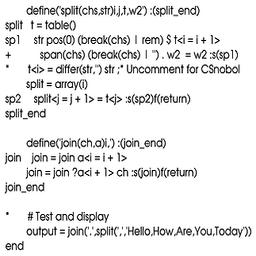 define('split(chs,str)i,j,t,w2') :(split_end)
split t = table()
sp1 str pos(0) (break(chs) | rem) $ t<i = i + 1>
+ span(chs) (break(chs) | '') . w2 = w2 :s(sp1)
* t<i> = differ(str,'') str ;* Uncomment for CSnobol
split = array(i)
sp2 split<j = j + 1> = t<j> :s(sp2)f(return)
split_end
define('join(ch,a)i,') :(join_end)
join join = join a<i = i + 1>
join = join ?a<i + 1> ch :s(join)f(return)
join_end
* # Test and display
output = join('.',split(',','Hello,How,Are,You,Today'))
end